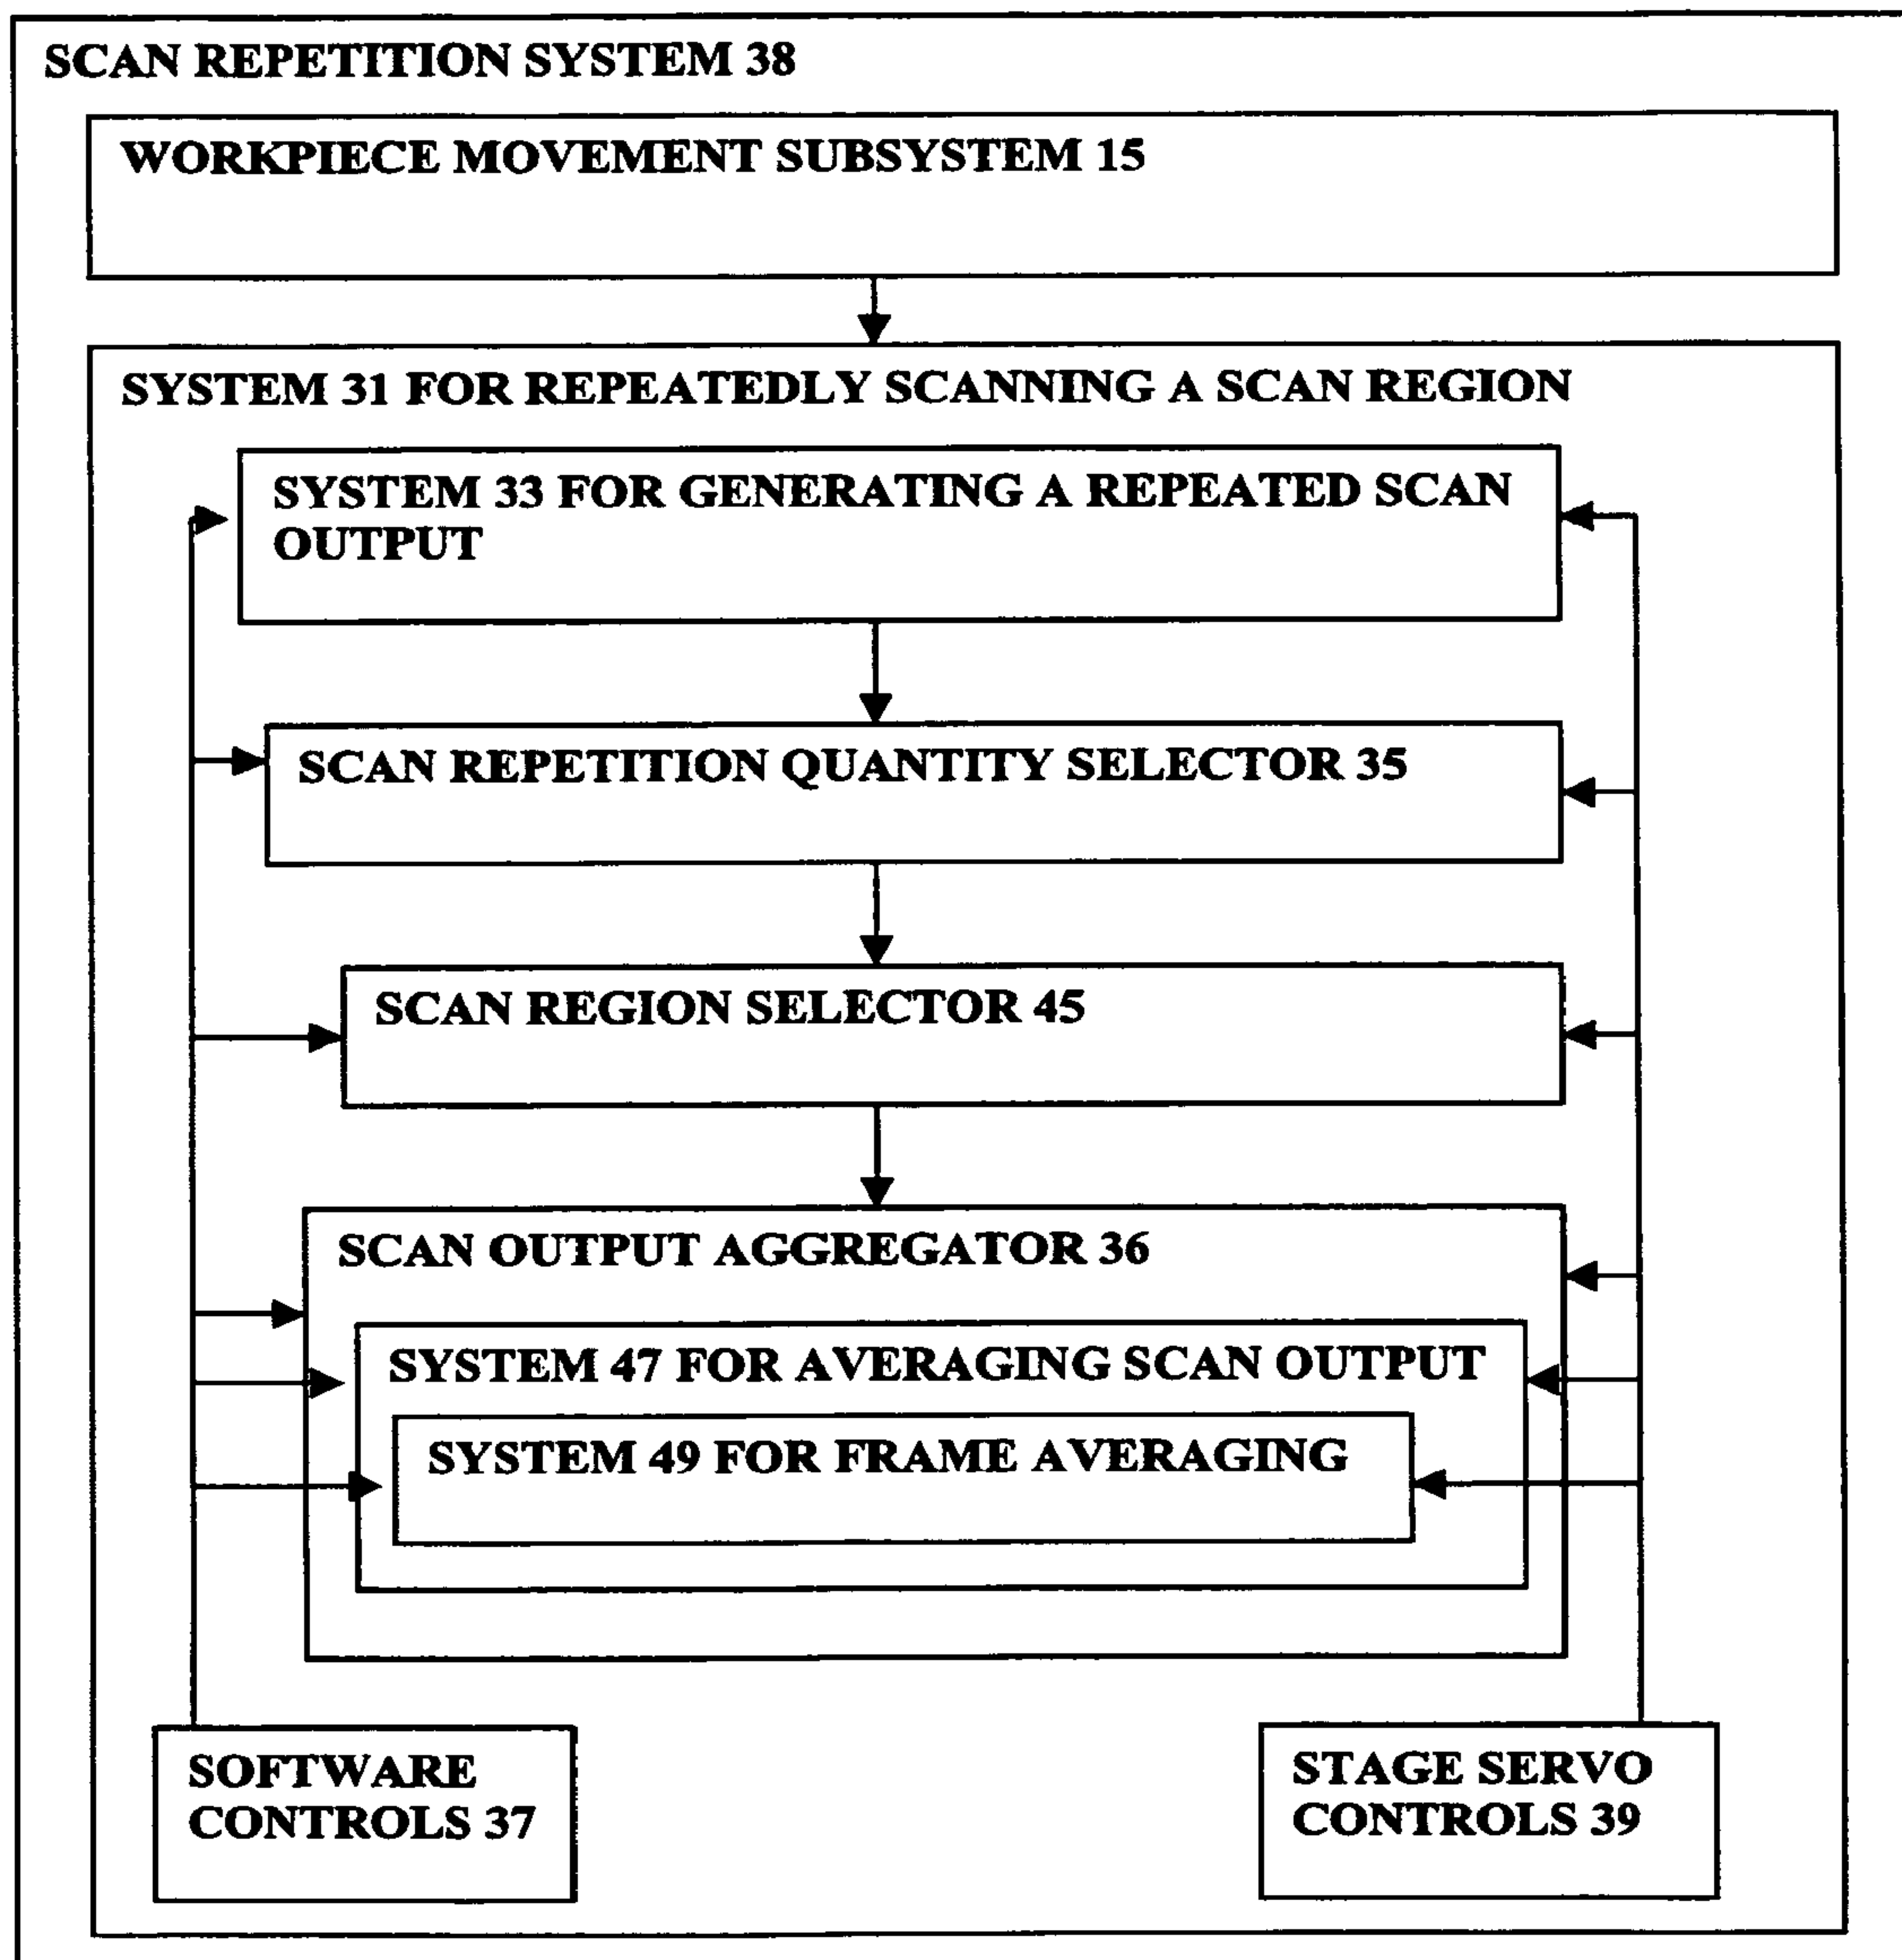 SCAN REPETITION SYSTEM 38
WORKPIECE MOVEMENT SUBSYSTEM 15
SYSTEM 31 FOR REPEATEDLY SCANNING A SCAN REGION
SYSTEM 33 FOR GENERATING A REPEATED SCAN
OUTPUT
SCAN REPETITION QUANTITY SELECTOR 35
SCAN REGION SELECTOR 45
SCAN OUTPUT AGGREGATOR 36
SYSTEM 47 FOR AVERAGING SCAN OUTPUT
SYSTEM 49 FOR FRAME AVERAGING
SOFTWARE
CONTROLS 37
STAGE SERVO
CONTROLS 39